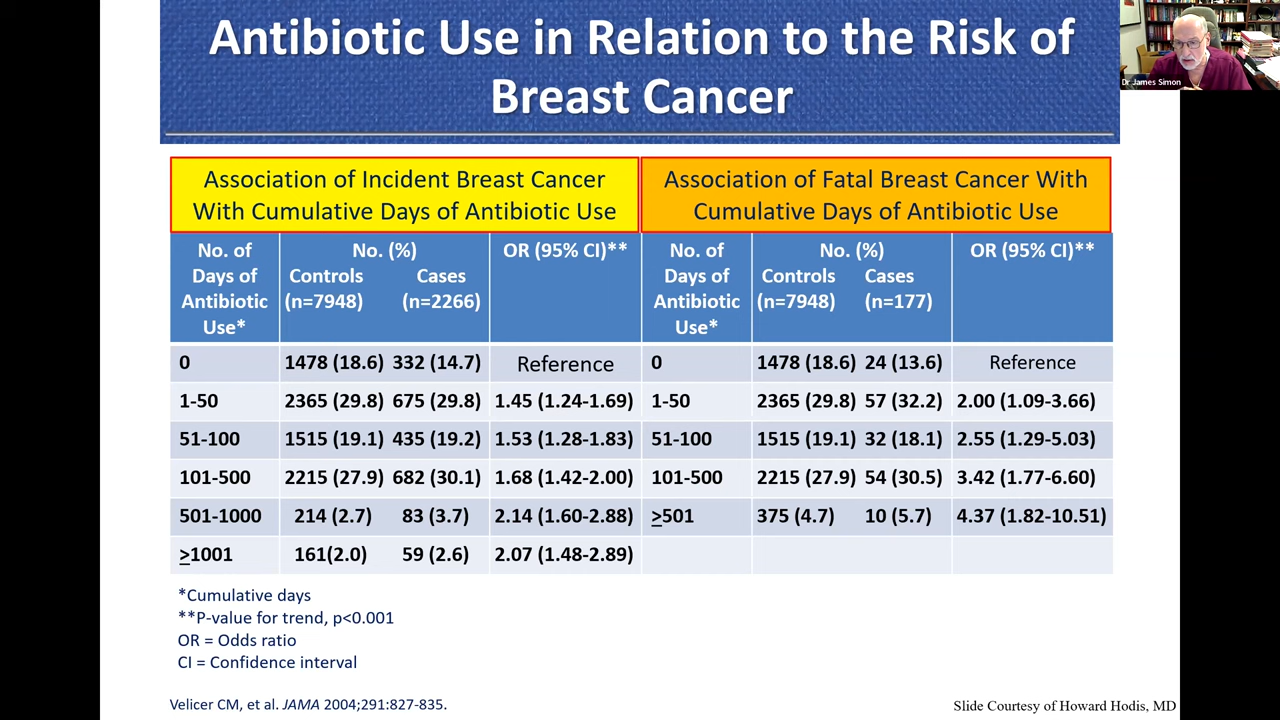 Antibiotic Use in Relation to the Risk of
Breast Cancer
Dr James Simon
Association of Incident Breast Cancer
With Cumulative Days of Antibiotic Use
Association of Fatal Breast Cancer With
Cumulative Days of Antibiotic Use
No. of Days of Antibiotic Use* No. (%) Controls (n=7948) Cases (n=2266) OR (95% CI)** No. of Days of Antibiotic Use* No. (%) Controls (n=7948) Cases (n=177) OR (95% CI)**
0 1478 (18.6) 332 (14.7) Reference 0 1478 (18.6) 24 (13.6) Reference
1-50 2365 (29.8) 675 (29.8) 1.45 (1.24-1.69) 1-50 2365 (29.8) 57 (32.2) 2.00 (1.09-3.66)
51-100 1515 (19.1) 435 (19.2) 1.53 (1.28-1.83) 51-100 1515 (19.1) 32 (18.1) 2.55 (1.29-5.03)
101-500 2215 (27.9) 682 (30.1) 1.68 (1.42-2.00) 101-500 2215 (27.9) 54 (30.5) 3.42 (1.77-6.60)
501-1000 214 (2.7) 83 (3.7) 2.14 (1.60-2.88) ≥501 375 (4.7) 10 (5.7) 4.37 (1.82-10.51)
≥1001 161(2.0) 59 (2.6) 2.07 (1.48-2.89)
*Cumulative days
**P-value for trend, p<0.001
OR = Odds ratio
CI = Confidence interval
Velicer CM, et al. JAMA 2004;291:827-835.
Slide Courtesy of Howard Hodis, MD